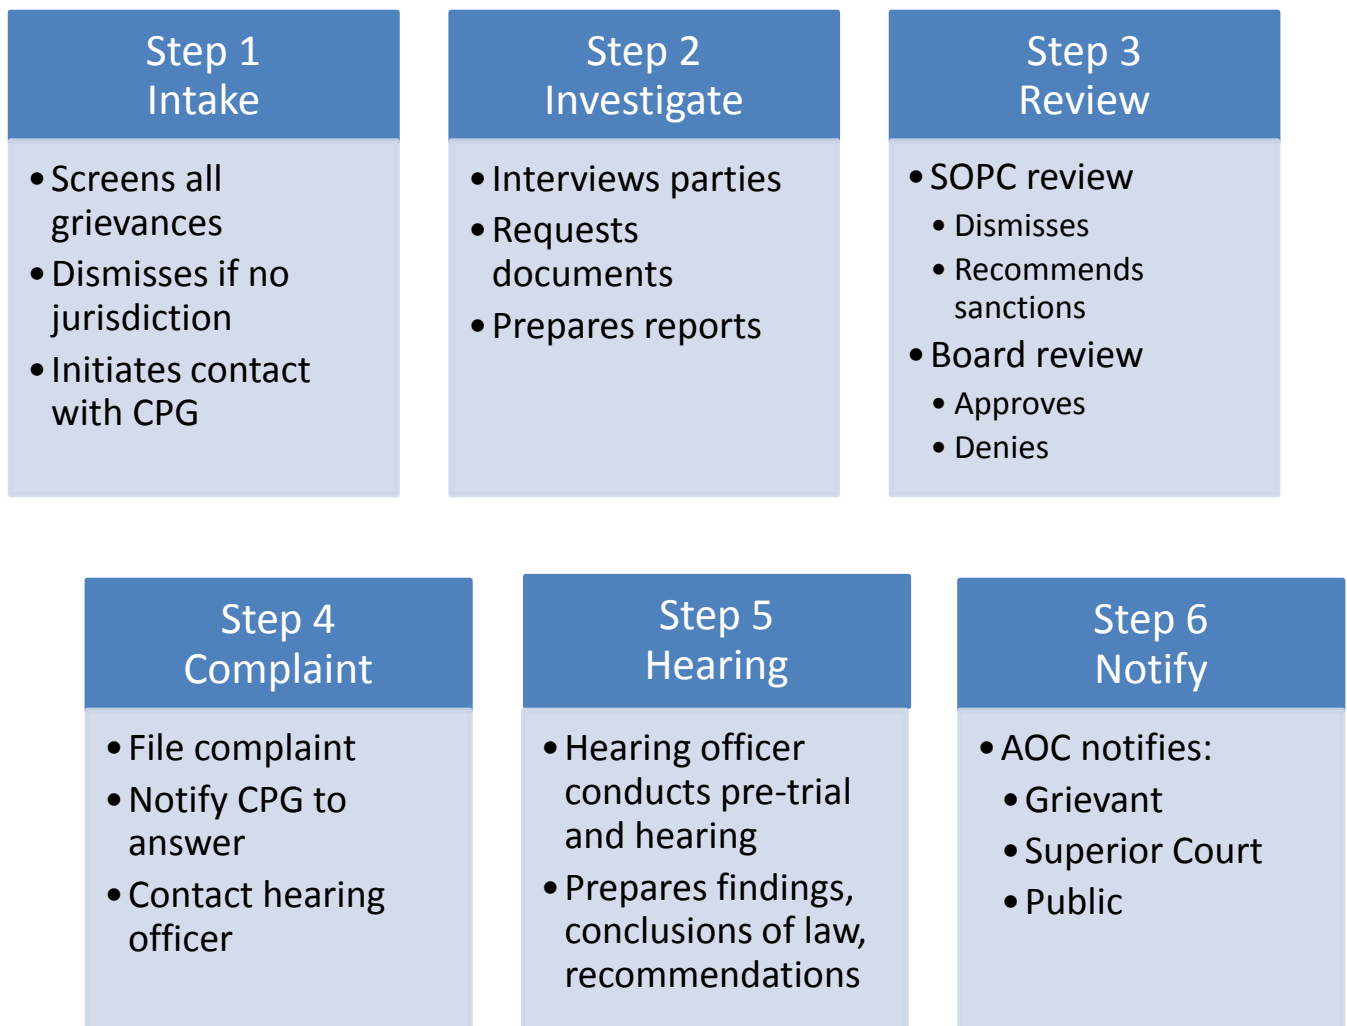 Step 1
Intake
• Screens all
grievances
• Dismisses if no
jurisdiction
• Initiates contact
with CPG
Step 2
Investigate
• Interviews parties
• Requests
documents
• Prepares reports
Step 3
Review
• SOPC review
• Dismisses
• Recommends
sanctions
• Board review
• Approves
• Denies
Step 4
Complaint
• File complaint
• Notify CPG to
answer
• Contact hearing
officer
Step 5
Hearing
• Hearing officer
conducts pre-trial
and hearing
• Prepares findings,
conclusions of law,
recommendations
Step 6
Notify
• AOC notifies:
• Grievant
• Superior Court
• Public